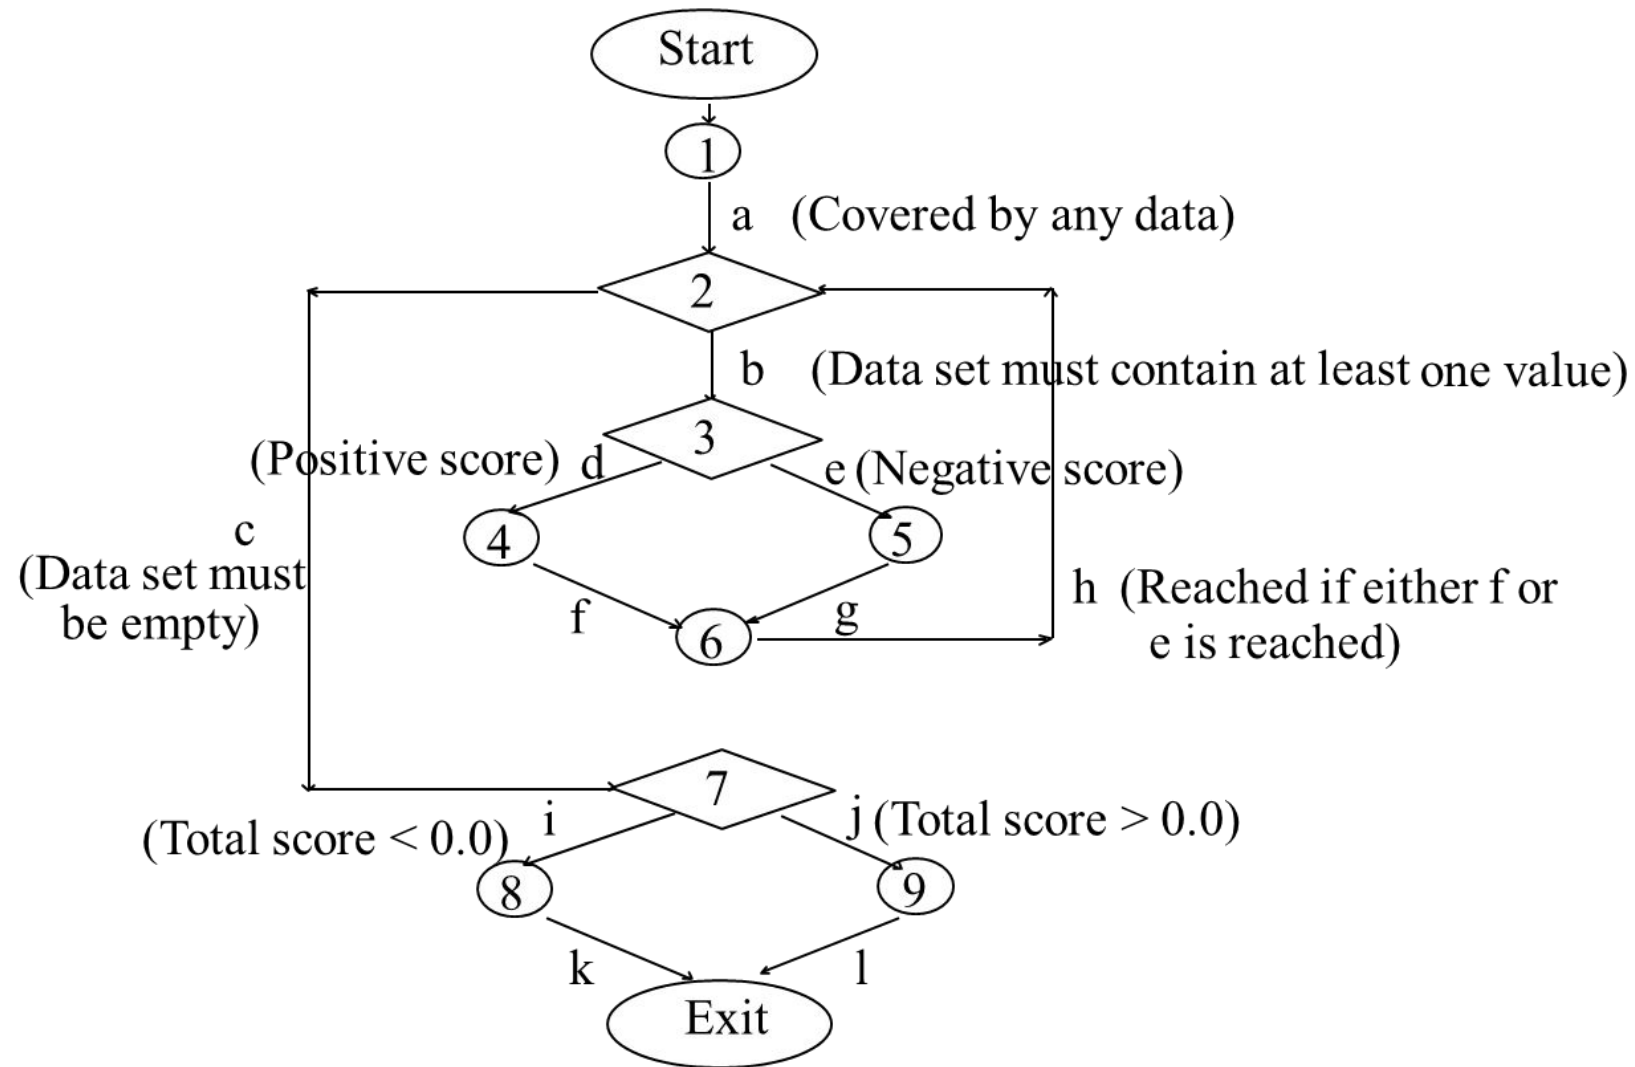 Start
1
a (Covered by any data)
2
b (Data set must contain at least one value)
3
(Positive score) d
e (Negative score)
4
5
c
(Data set must
be empty)
f
g
6
h (Reached if either f or
e is reached)
7
(Total score < 0.0) i
j (Total score > 0.0)
8
9
k
l
Exit